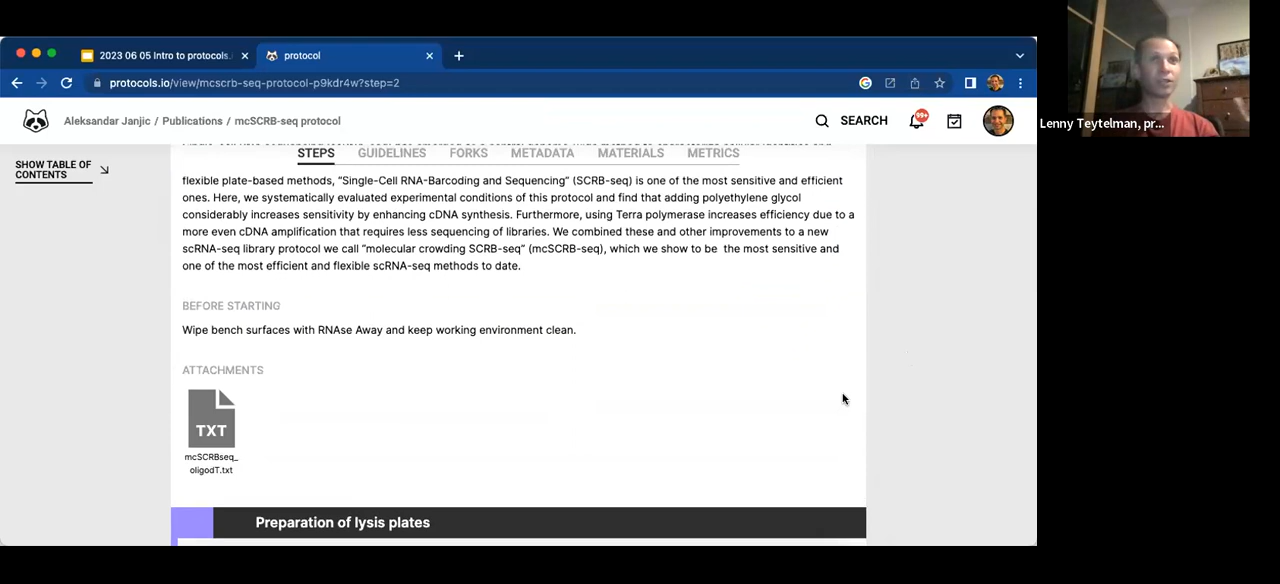 2023 06 05 Intro to protocols.
protocol
protocols.io/view/mcscrb-seq-protocol-p9kdr4w?step=2
Lenny Teytelman, pr...
Aleksandar Janjic / Publications / mcSCRB-seq protocol
SEARCH
99+
SHOW TABLE OF
CONTENTS
STEPS GUIDELINES FORKS METADATA MATERIALS METRICS
flexible plate-based methods, “Single-Cell RNA-Barcoding and Sequencing” (SCRB-seq) is one of the most sensitive and efficient
ones. Here, we systematically evaluated experimental conditions of this protocol and find that adding polyethylene glycol
considerably increases sensitivity by enhancing cDNA synthesis. Furthermore, using Terra polymerase increases efficiency due to a
more even cDNA amplification that requires less sequencing of libraries. We combined these and other improvements to a new
scRNA-seq library protocol we call “molecular crowding SCRB-seq” (mcSCRB-seq), which we show to be the most sensitive and
one of the most efficient and flexible scRNA-seq methods to date.
BEFORE STARTING
Wipe bench surfaces with RNAse Away and keep working environment clean.
ATTACHMENTS
TXT
mcSCRBseq_
oligodT.txt
Preparation of lysis plates